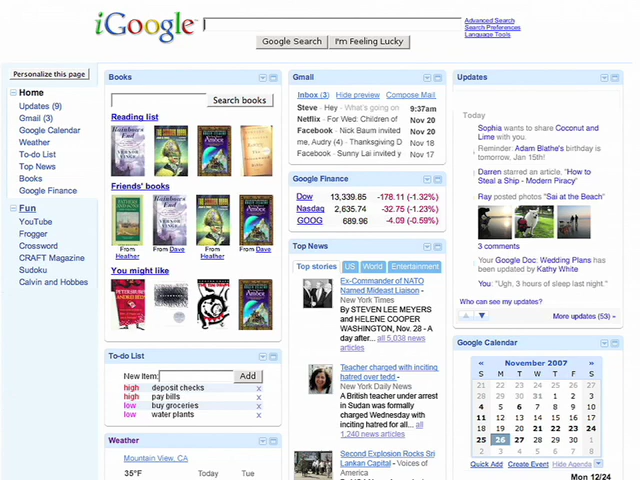 iGoogle™
Advanced Search
Search Preferences
Language Tools
Google Search
I'm Feeling Lucky
Personalize this page
Home
Updates (9)
Gmail (3)
Google Calendar
Weather
To-do List
Top News
Books
Google Finance
Fun
YouTube
Frogger
Crossword
CRAFT Magazine
Sudoku
Calvin and Hobbes
Books
Search books
Reading list
Friends' books
From Heather
From Dave
From Heather
From Dave
You might like
To-do List
New Item:
Add
high deposit checks x
high pay bills x
low buy groceries x
low water plants x
Weather
Mountain View, CA
35°F Today Tue
Gmail
Inbox (3) Hide preview Compose Mail
Steve - Hey - What's going on 9:37am
Netflix - For Wed: Children of Nov 20
Facebook - Nick Baum invited Nov 20
me, Audry (4) - Thanksgiving D Nov 18
Facebook - Sunny Lai invited y Nov 17
Google Finance
Dow 13,339.85 -178.11 (-1.32%)
Nasdaq 2,635.74 -32.75 (-1.23%)
GOOG 689.96 -4.09 (-0.59%)
Top News
Top stories US World Entertainment
Ex-Commander of NATO
Named Mideast Liaison -
New York Times
By STEVEN LEE MEYERS
and HELENE COOPER
WASHINGTON, Nov. 28 - A
day after... all 5,038 news
articles
Teacher charged with inciting
hatred over tedd -
New York Daily News
A British teacher under arrest
in Sudan was formally
charged Wednesday with
inciting hatred for all... all
1,240 news articles
Second Explosion Rocks Sri
Lankan Capital - Voices of
America
Updates
Today
Sophia wants to share Coconut and
Lime with you.
Reminder: Adam Blathe's birthday is
tomorrow, Jan 15th!
Darren starred an article, "How to
Steal a Ship - Modern Piracy"
Ray posted photos "Sai at the Beach"
3 comments
Your Google Doc: Wedding Plans has
been updated by Kathy White
You: "Ugh, 3 hours of sleep last night."
Who can see my updates?
More updates (53) »
Google Calendar
« November 2007 »
S M T W T F S
21 22 23 24
28 29 30 31 1 2 3
4 5 6 7 8 9 10
11 12 13 14 15 16 17
18 19 20 21 22 23 24
25 26 27 28 29 30 1
Quick Add Create Event Hide Agenda
Mon 12/24